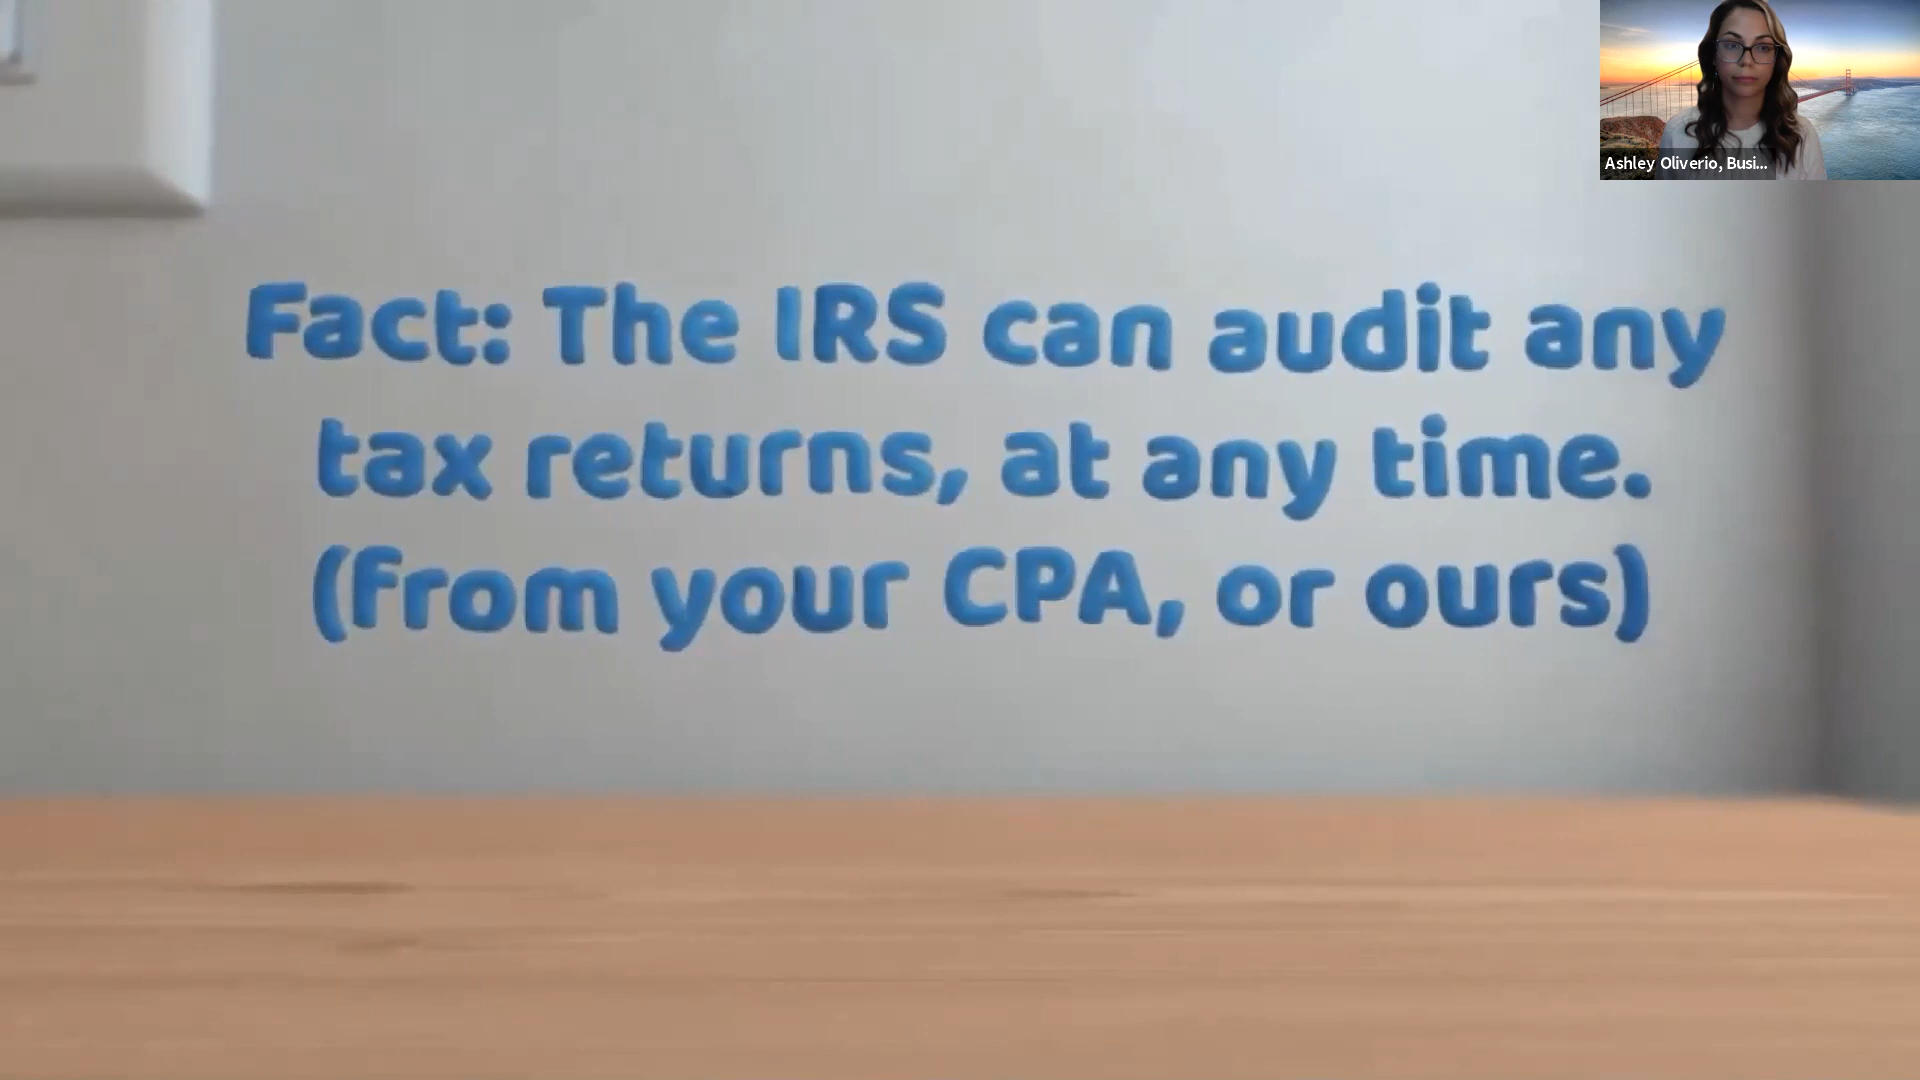 Ashley Oliverio, Busi...
Fact: The IRS can audit any
tax returns, at any time.
(From your CPA, or ours)